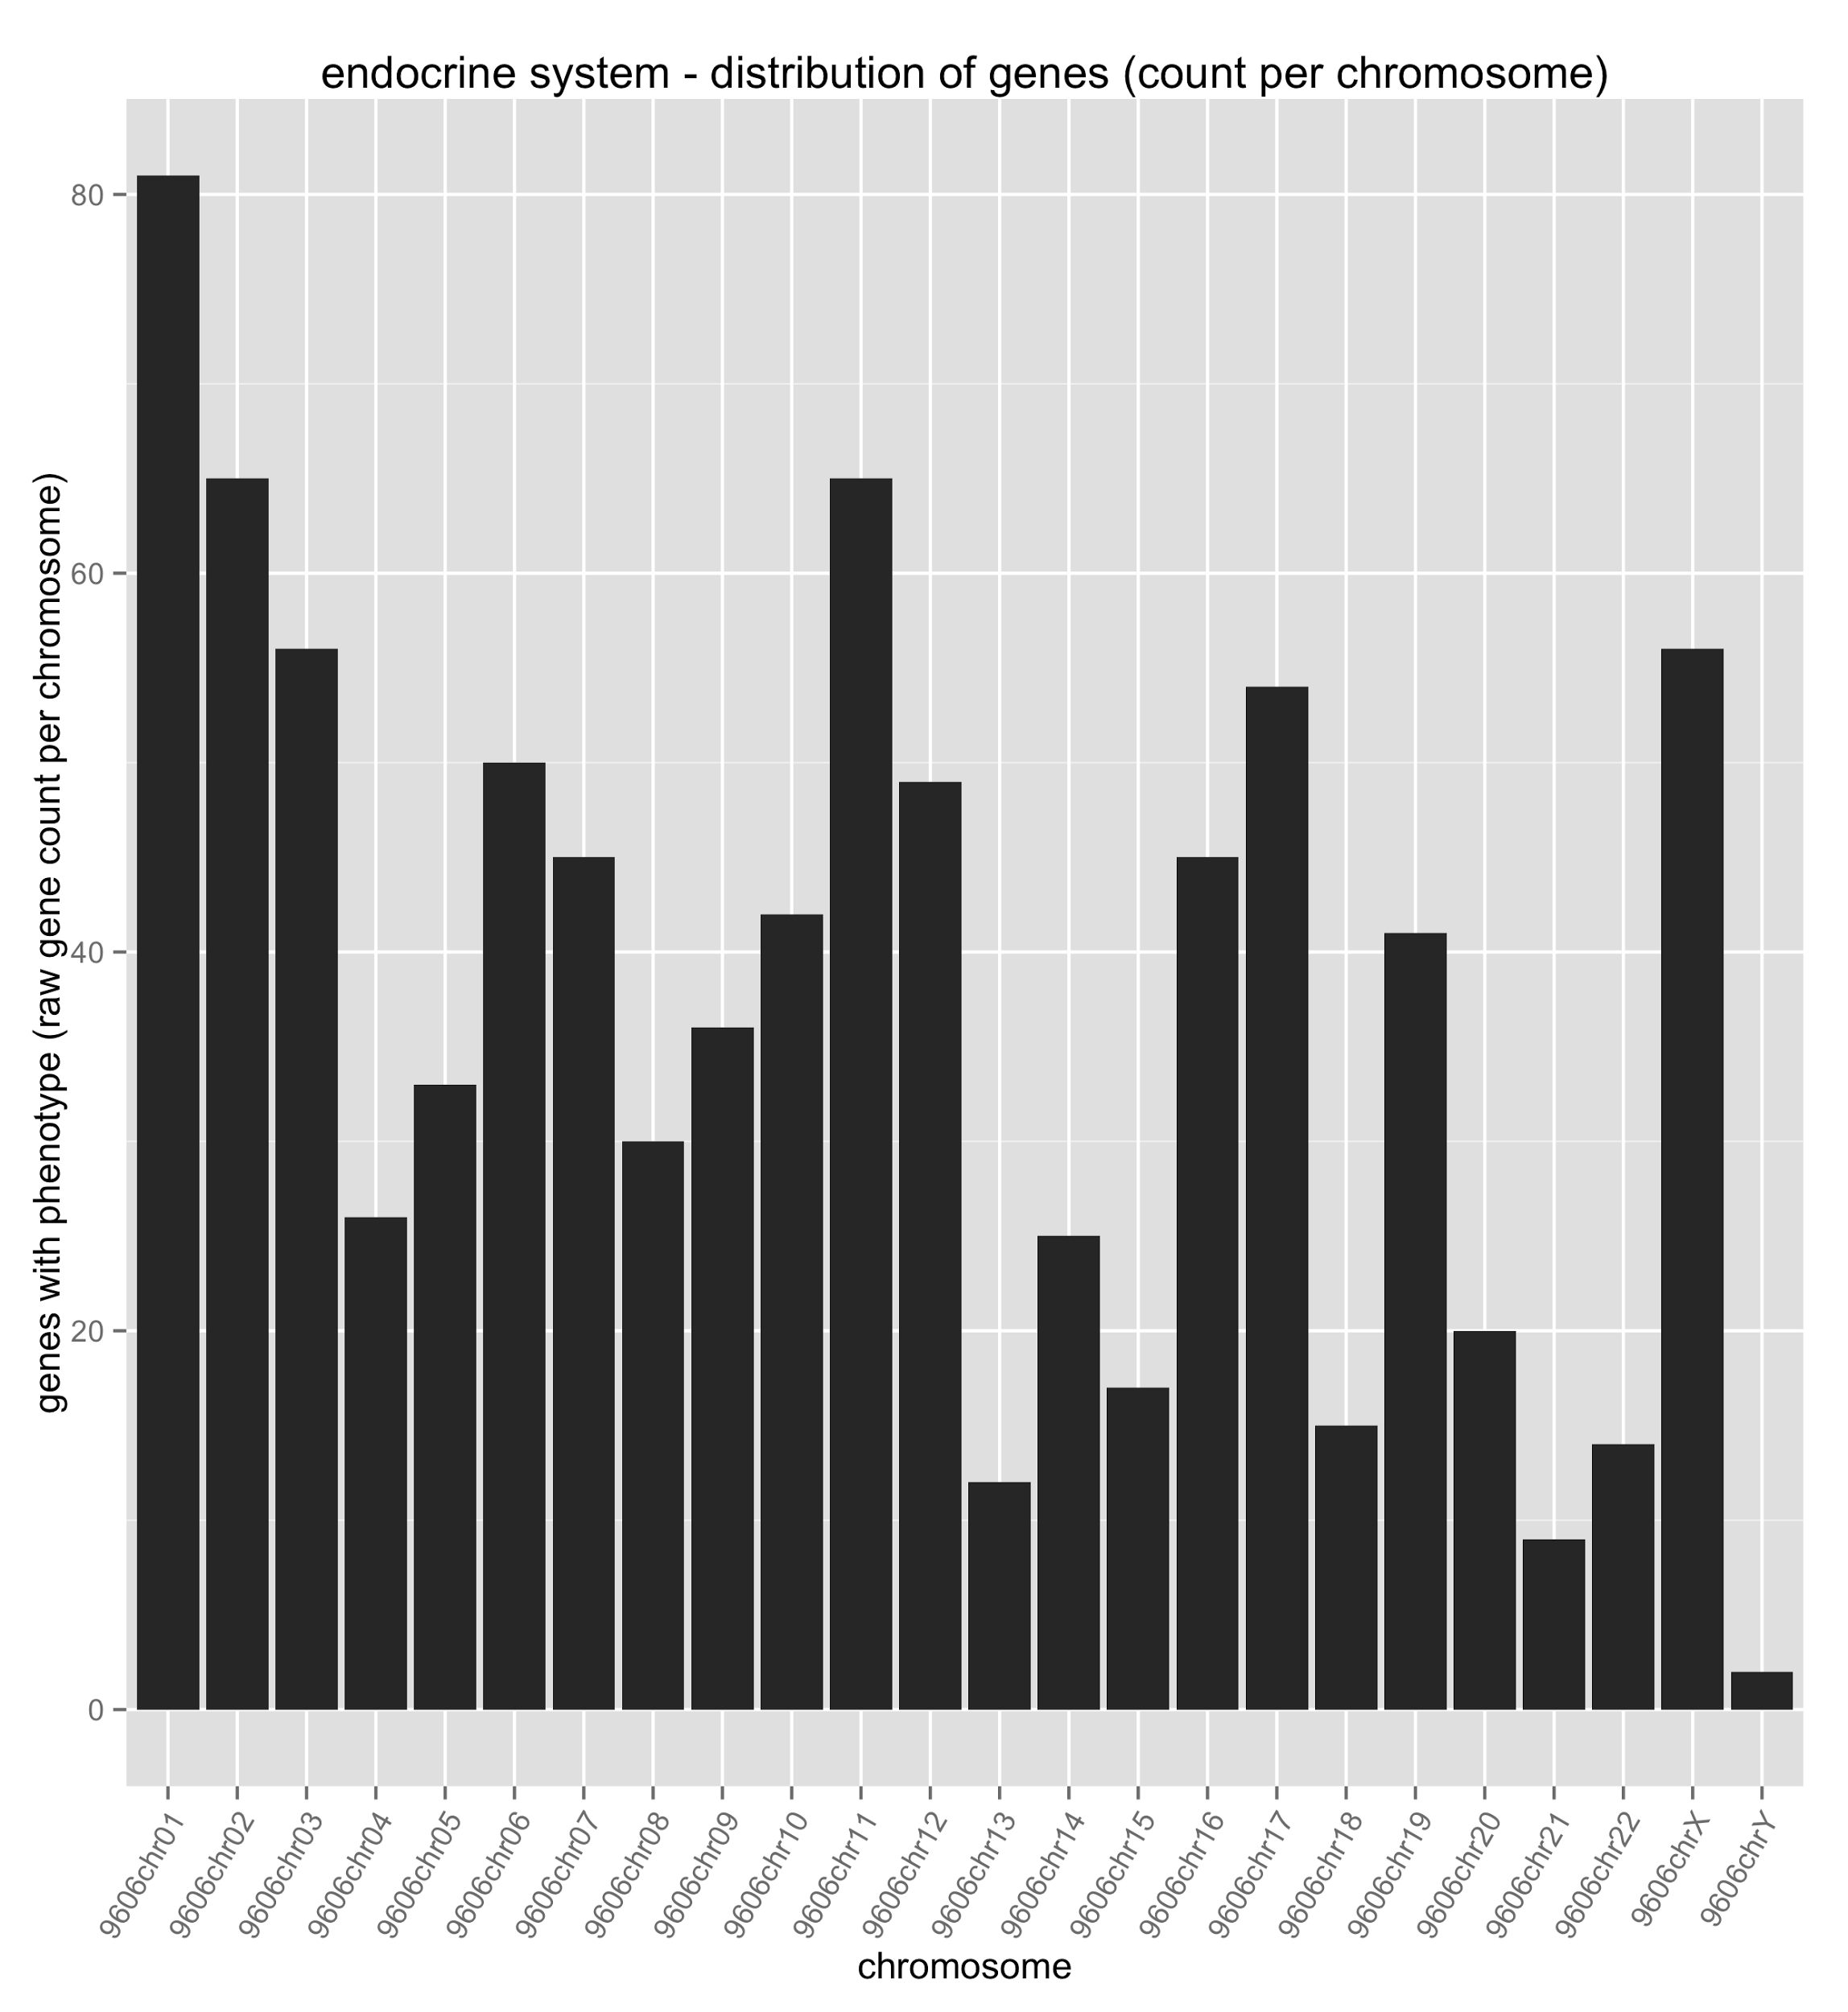 endocrine system - distribution of genes (count per chromosome)
genes with phenotype (raw gene count per chromosome)
80
60
40
20
0
9606chr01
9606chr02
9606chr03
9606chr04
9606chr05
9606chr06
9606chr07
9606chr08
9606chr09
9606chr10
9606chr11
9606chr12
9606chr13
9606chr14
9606chr15
9606chr16
9606chr17
9606chr18
9606chr19
9606chr20
9606chr21
9606chr22
9606chrX
9606chrY
chromosome